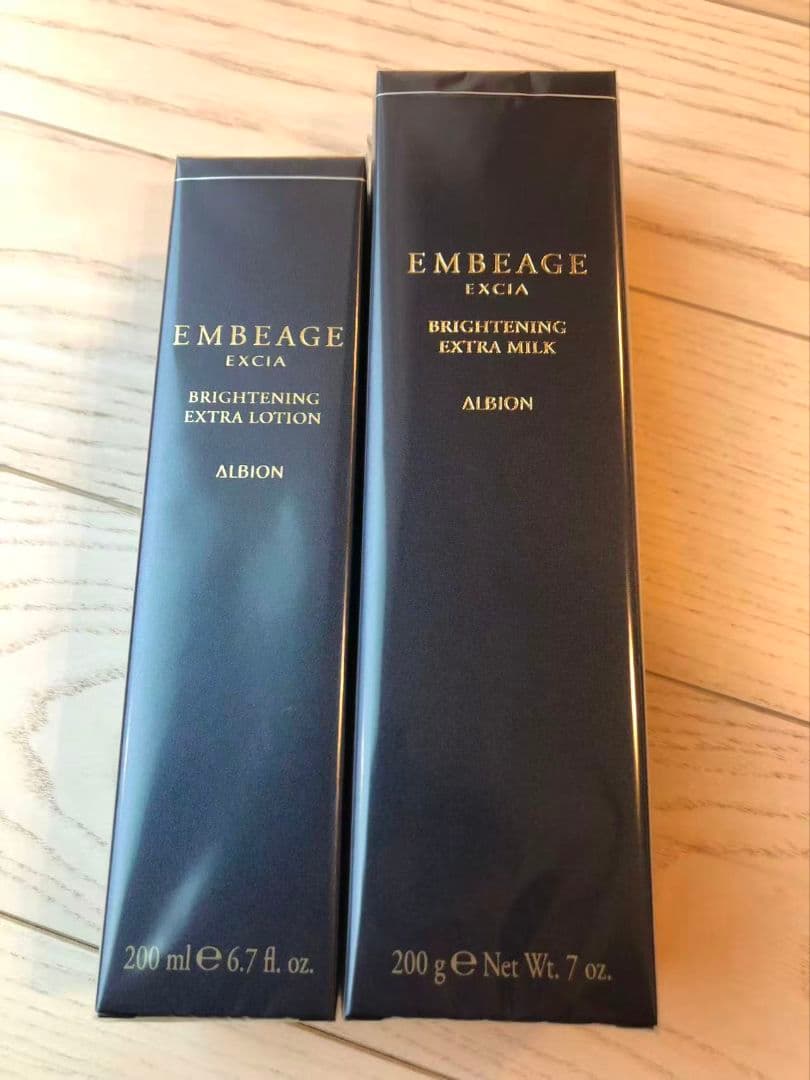 EMBEAGE
EXCIA
BRIGHTENING
EXTRA LOTION
ALBION
200 ml ℮ 6.7 fl. oz.
EMBEAGE
EXCIA
BRIGHTENING
EXTRA MILK
ALBION
200 g ℮ Net Wt. 7 oz.